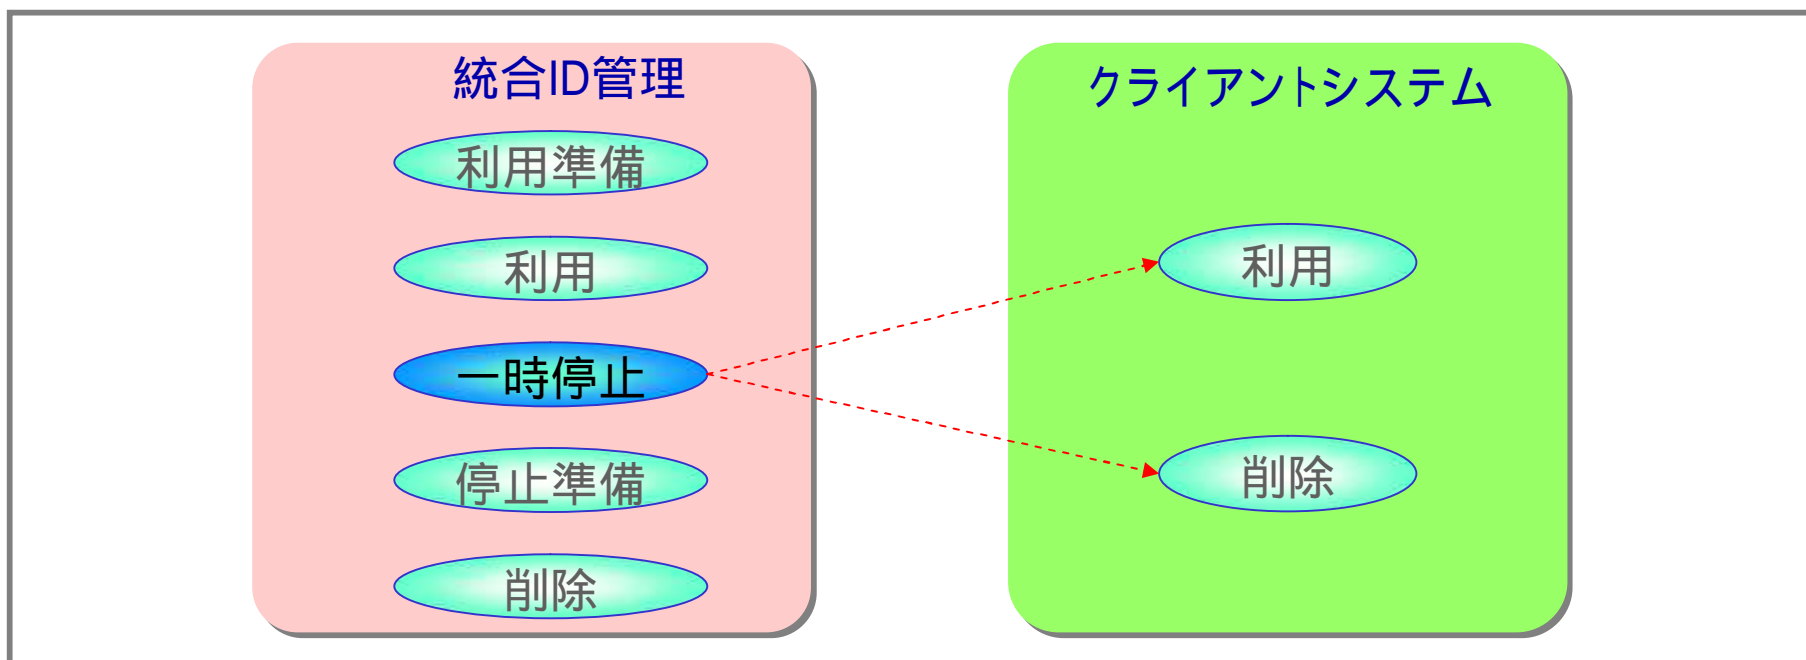 統合ID管理
利用準備
利用
一時停止
停止準備
削除
クライアントシステム
利用
削除